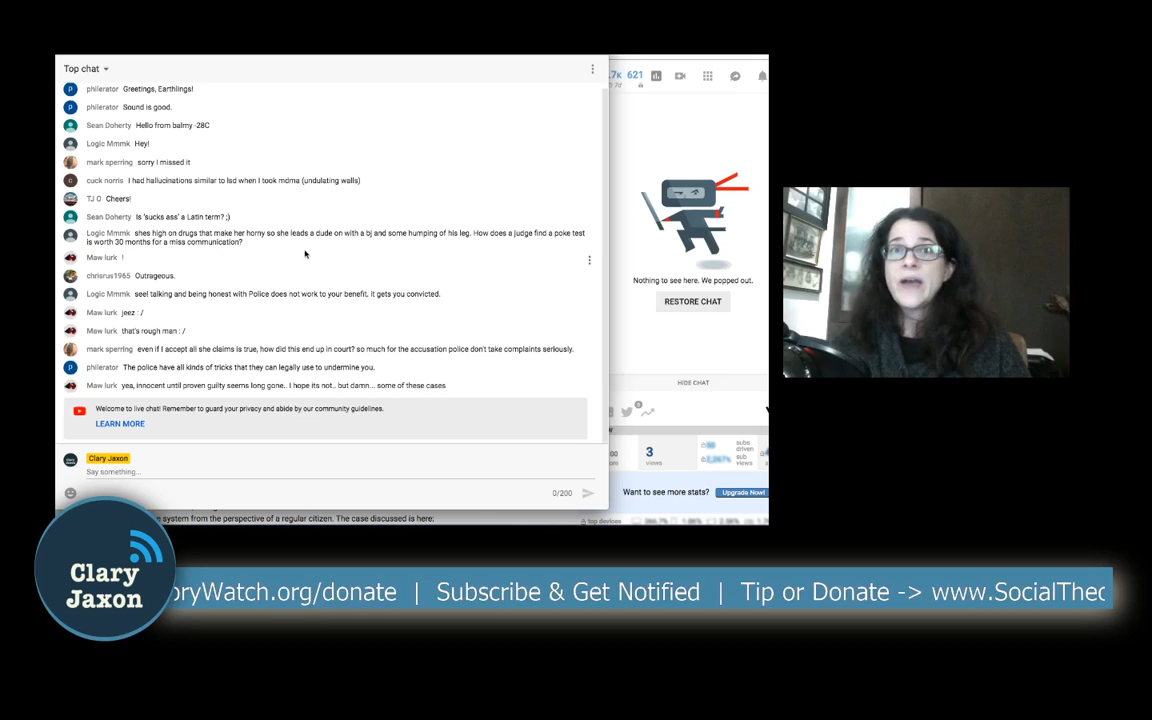 Top chat
philerator Greetings, Earthlings!
philerator Sound is good.
Sean Doherty Hello from balmy -28C
Logic Mmmk Hey!
mark sperring sorry I missed it
cuck norris I had hallucinations similar to lsd when I took mdma (undulating walls)
TJ O Cheers!
Sean Doherty Is 'sucks ass' a Latin term? ;)
Logic Mmmk shes high on drugs that make her horny so she leads a dude on with a bj and some humping of his leg. How does a judge find a poke test
is worth 30 months for a miss communication?
Maw lurk !
chrisrus1965 Outrageous.
Logic Mmmk seel talking and being honest with Police does not work to your benefit. it gets you convicted.
Maw lurk jeez : /
Maw lurk that's rough man : /
mark sperring even if I accept all she claims is true, how did this end up in court? so much for the accusation police don't take complaints seriously.
philerator The police have all kinds of tricks that they can legally use to undermine you.
Maw lurk yea, innocent until proven guilty seems long gone.. I hope its not.. but damn... some of these cases
Welcome to live chat! Remember to guard your privacy and abide by our community guidelines.
LEARN MORE
Clary Jaxon
Say something...
0/200
.7K 621
Nothing to see here. We popped out.
RESTORE CHAT
HIDE CHAT
3
views
subs
driven
sub
views
Want to see more stats? Upgrade Now!
top devices
e system from the perspective of a regular citizen. The case discussed is here:
Clary
Jaxon
oryWatch.org/donate | Subscribe & Get Notified | Tip or Donate -> www.SocialTheo